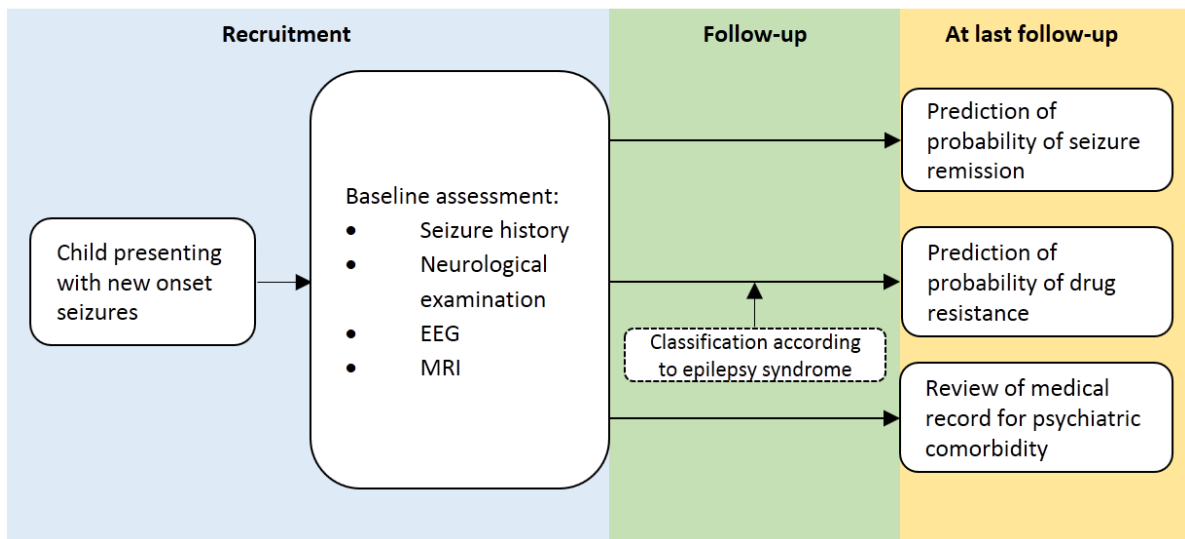 Recruitment
Follow-up
At last follow-up
Child presenting
with new onset
seizures
Baseline assessment:
• Seizure history
• Neurological
examination
• EEG
• MRI
Classification according
to epilepsy syndrome
Prediction of
probability of seizure
remission
Prediction of
probability of drug
resistance
Review of medical
record for psychiatric
comorbidity